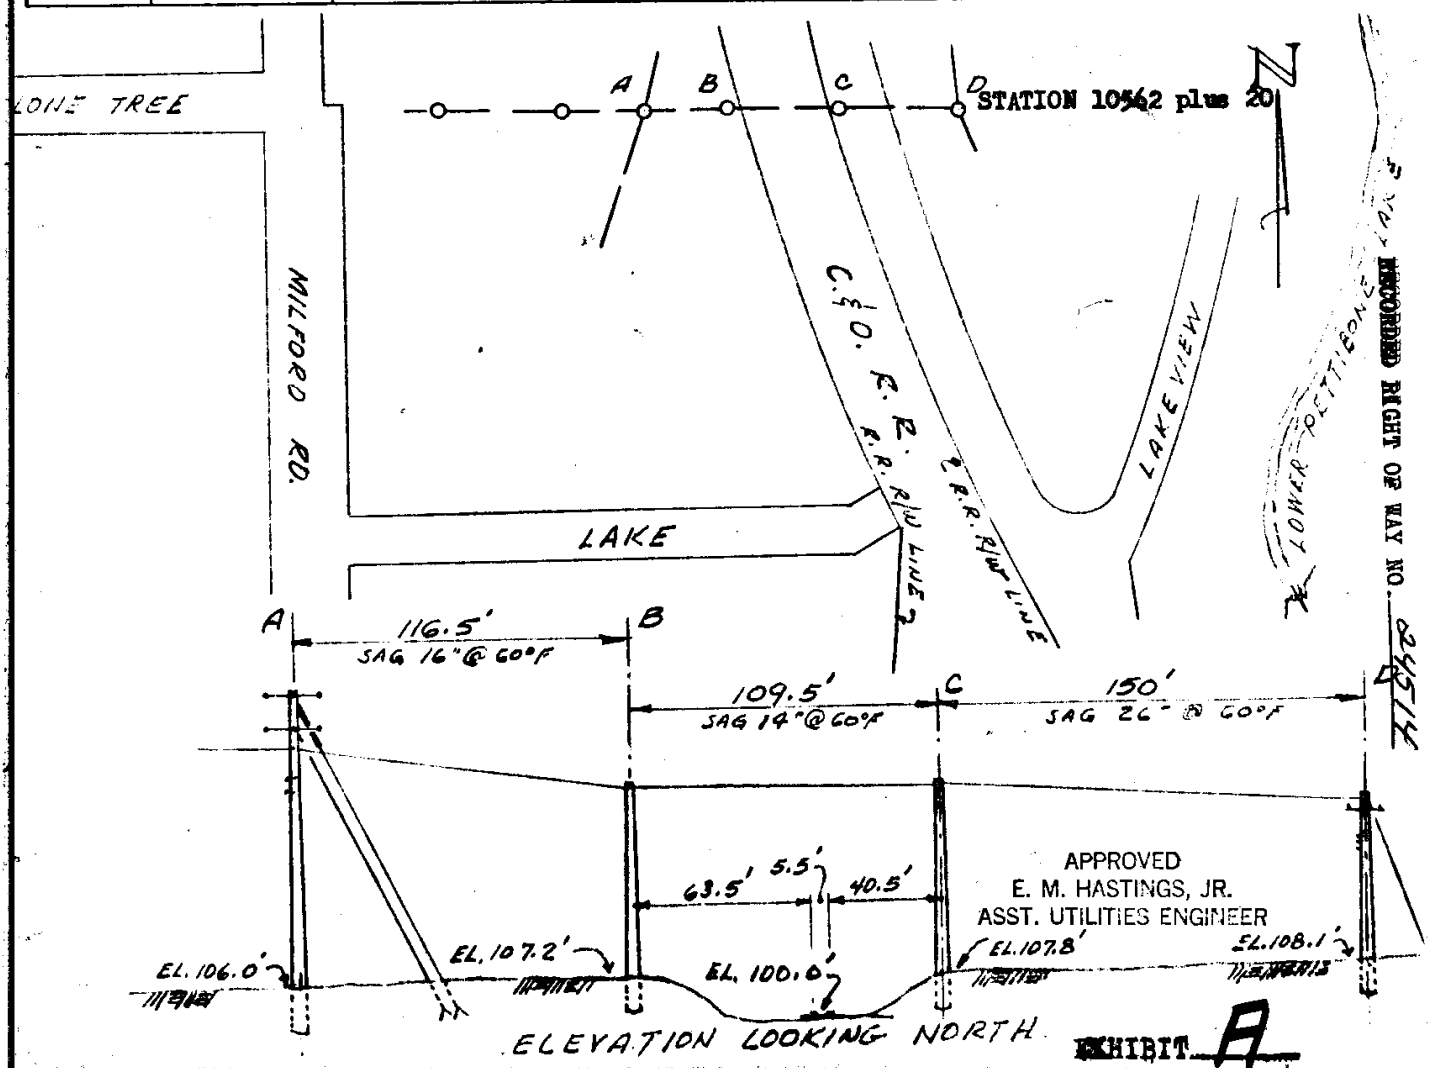 A
B
C
D
N
LONE TREE
STATION 10562 plus 20
MILFORD RD.
C. & O. R. R.
R.R. R/W LINE
R.R. R/W LINE
LAKEVIEW
LOWER PETTIBONE
RECORDED RIGHT OF WAY NO. 24514
LAKE
A
116.5'
SAG 16" @ 60°F
B
109.5'
SAG 14" @ 60°F
C
150'
SAG 26" @ 60°F
D
63.5'
5.5'
40.5'
APPROVED
E. M. HASTINGS, JR.
ASST. UTILITIES ENGINEER
EL. 106.0'
EL. 107.2'
EL. 100.0'
EL. 107.8'
EL. 108.1'
ELEVATION LOOKING NORTH
EXHIBIT A